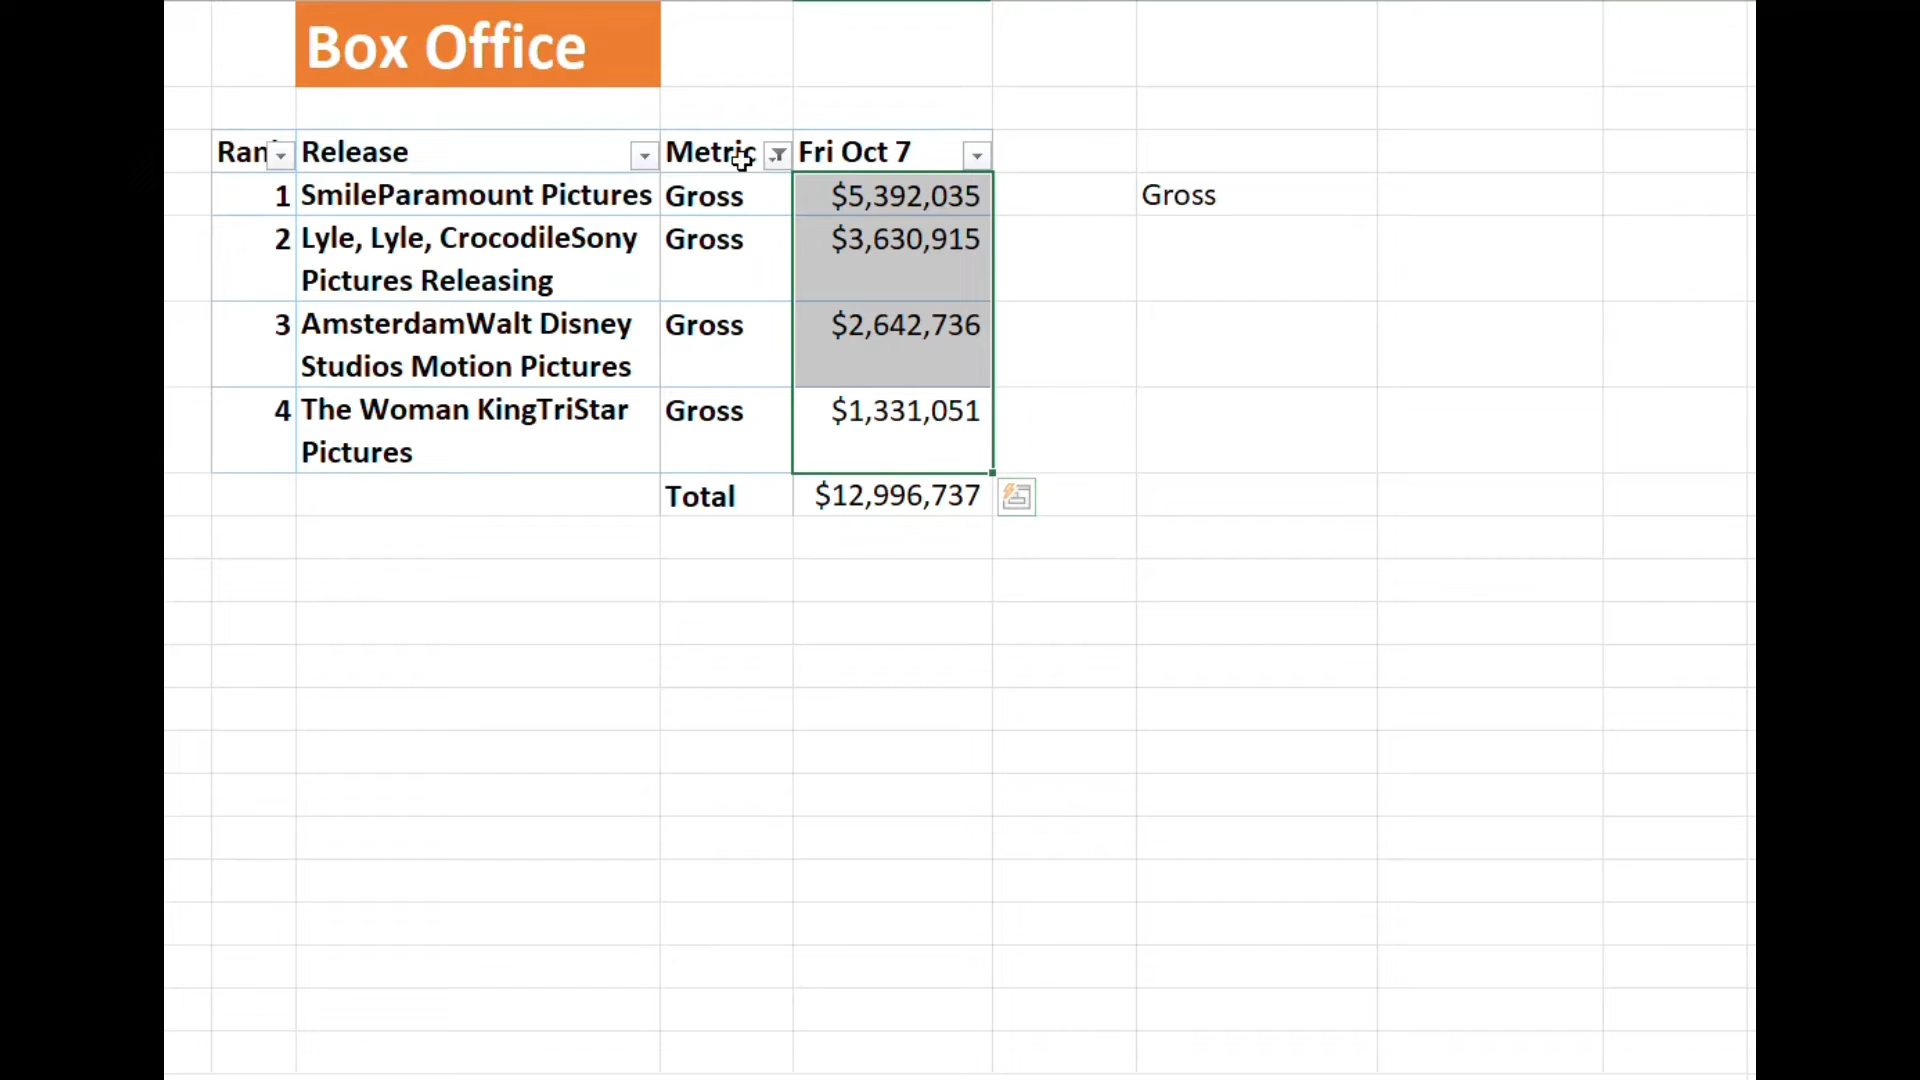 Box Office
Ran Release Metric Fri Oct 7
1 SmileParamount Pictures Gross $5,392,035 Gross
2 Lyle, Lyle, CrocodileSony Gross $3,630,915
Pictures Releasing
3 AmsterdamWalt Disney Gross $2,642,736
Studios Motion Pictures
4 The Woman KingTriStar Gross $1,331,051
Pictures
Total $12,996,737